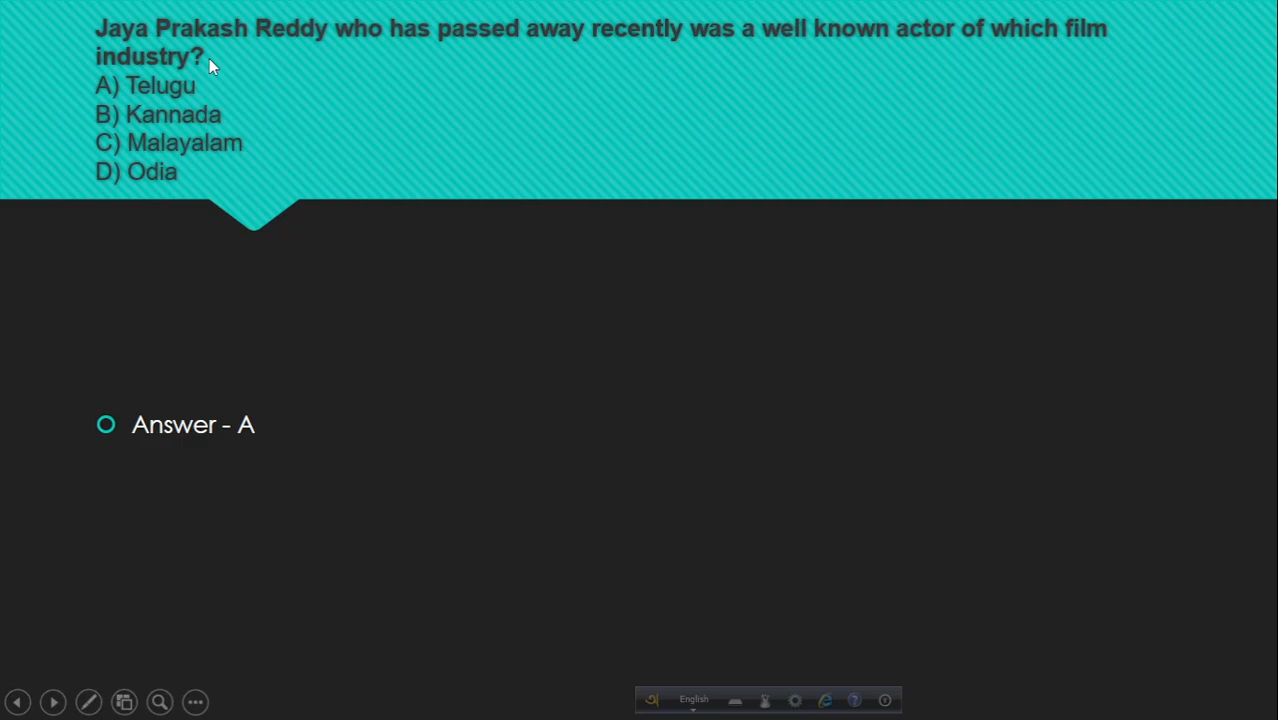 Jaya Prakash Reddy who has passed away recently was a well known actor of which film
industry?
A) Telugu
B) Kannada
C) Malayalam
D) Odia
Answer - A
অ English